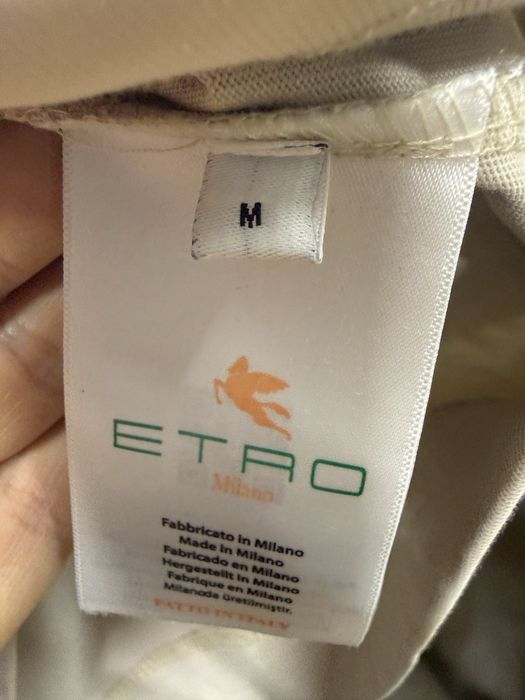 M
ETRO
Milano
Fabbricato in Milano
Made in Milano
Fabricado en Milano
Hergestellt in Milano
Fabrique en Milano
Milanoda üretilmiştir.
FATTO IN ITALY